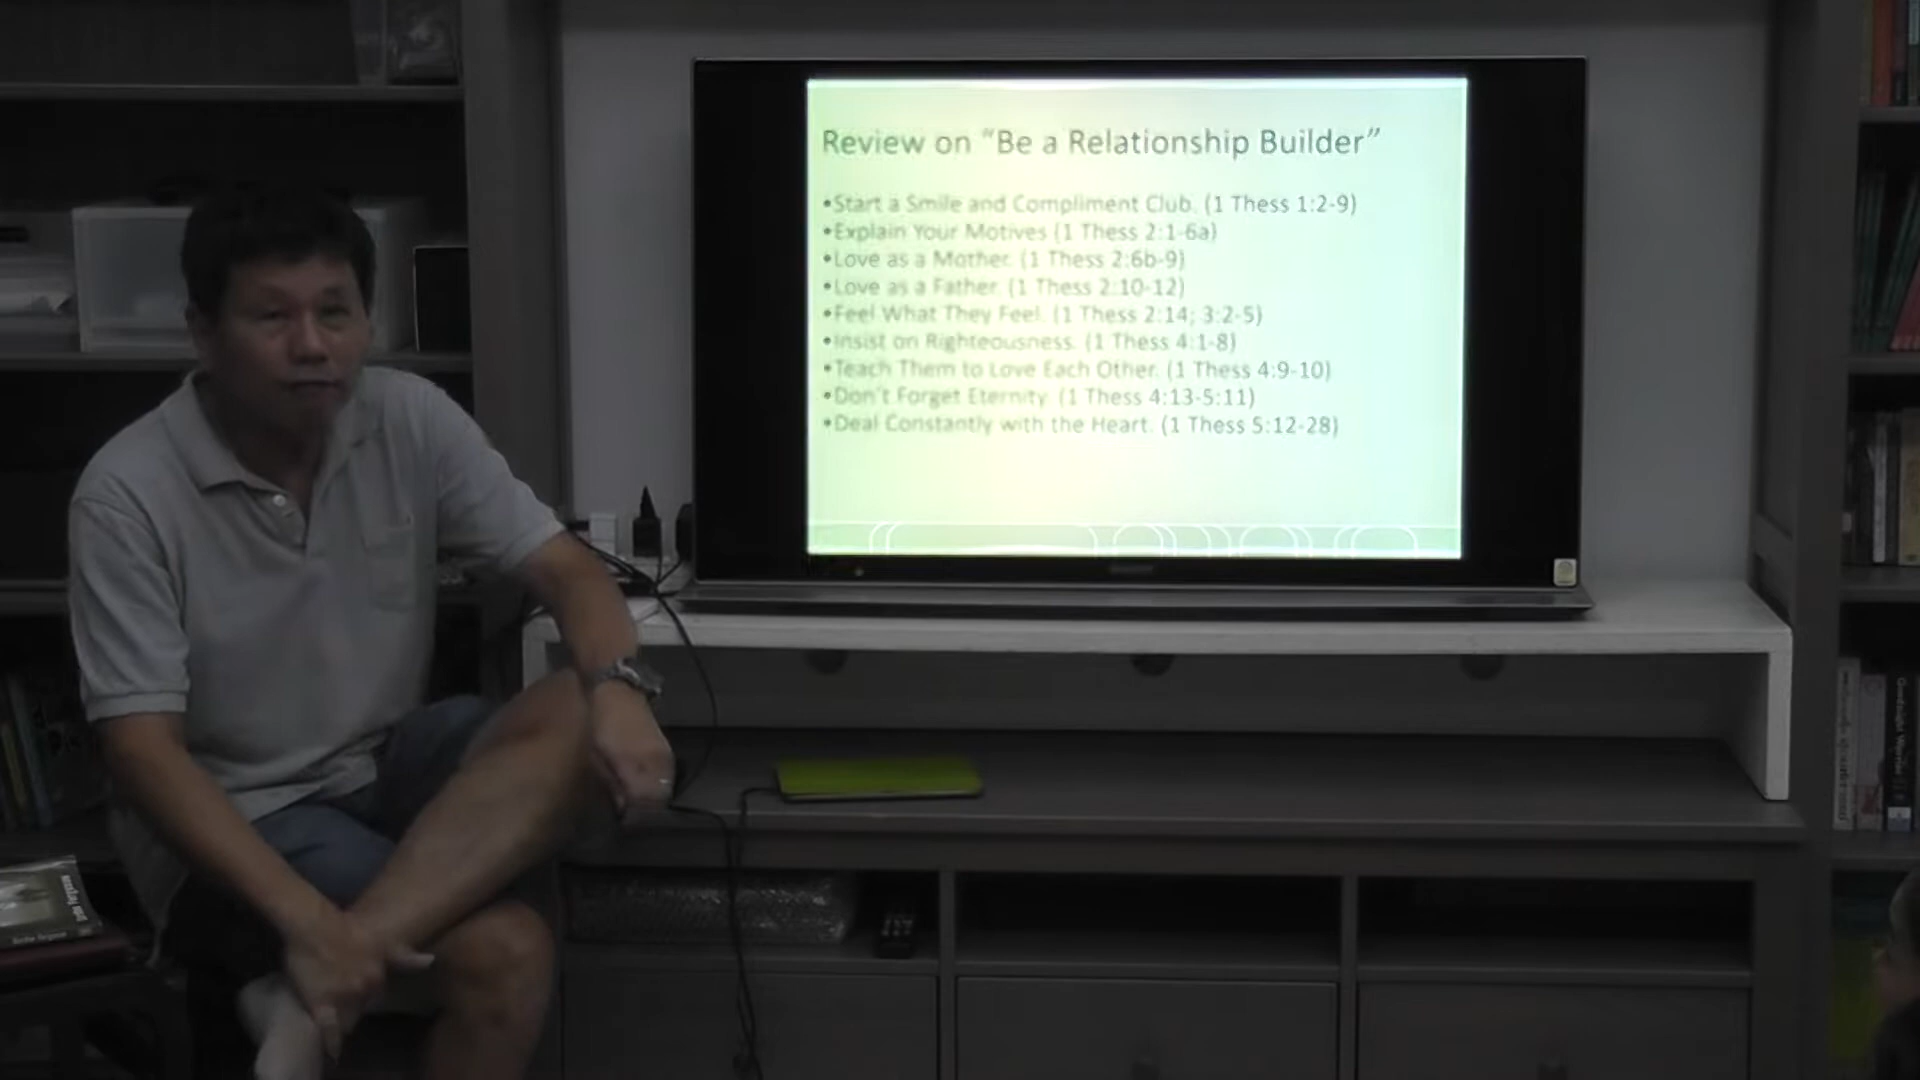 Review on “Be a Relationship Builder”
•Start a Smile and Compliment Club. (1 Thess 1:2-9)
•Explain Your Motives (1 Thess 2:1-6a)
•Love as a Mother. (1 Thess 2:6b-9)
•Love as a Father. (1 Thess 2:10-12)
•Feel What They Feel. (1 Thess 2:14; 3:2-5)
•Insist on Righteousness. (1 Thess 4:1-8)
•Teach Them to Love Each Other. (1 Thess 4:9-10)
•Don't Forget Eternity. (1 Thess 4:13-5:11)
•Deal Constantly with the Heart. (1 Thess 5:12-28)